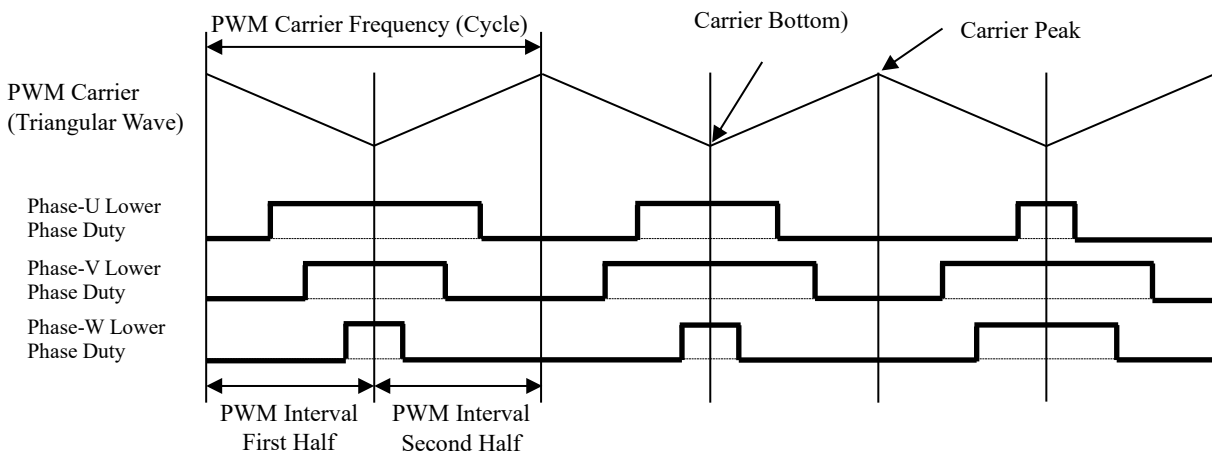 PWM Carrier Frequency (Cycle)
Carrier Bottom)
Carrier Peak
PWM Carrier
(Triangular Wave)
Phase-U Lower
Phase Duty
Phase-V Lower
Phase Duty
Phase-W Lower
Phase Duty
PWM Interval
First Half
PWM Interval
Second Half